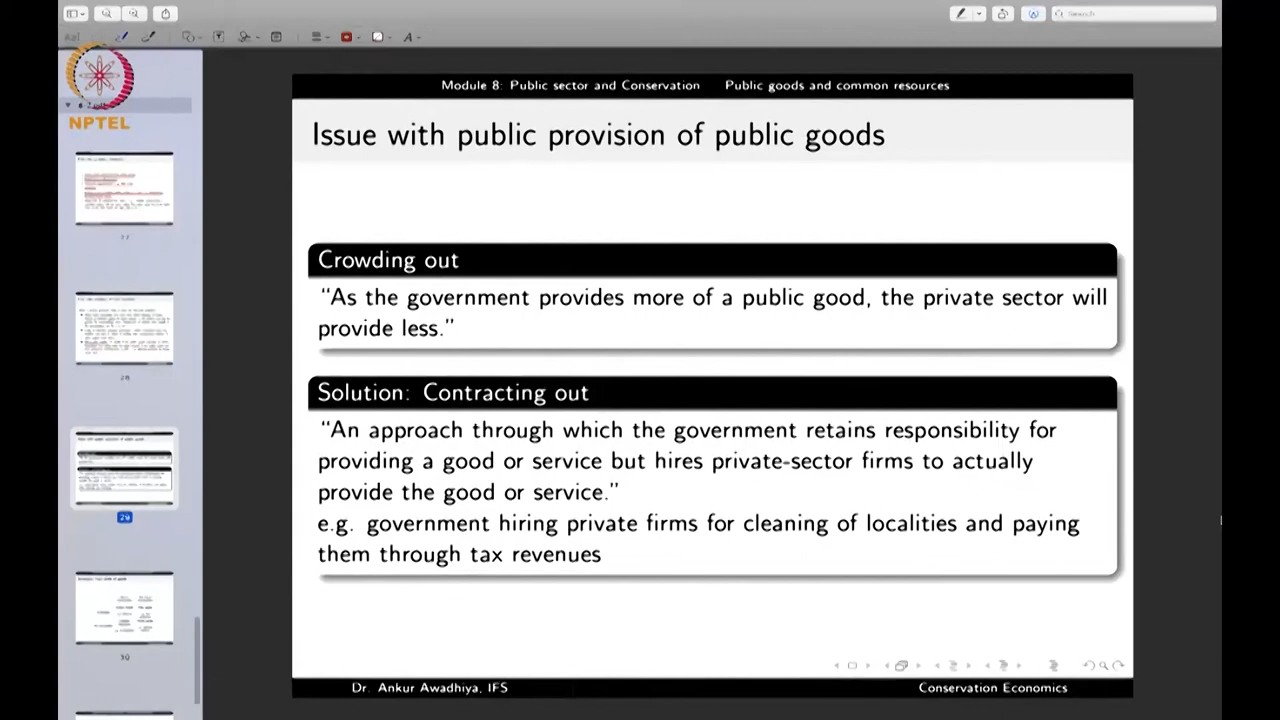 Search
NPTEL
Module 8: Public sector and Conservation Public goods and common resources
Issue with public provision of public goods
Crowding out
“As the government provides more of a public good, the private sector will
provide less.”
Solution: Contracting out
“An approach through which the government retains responsibility for
providing a good or service but hires private-sector firms to actually
provide the good or service.”
e.g. government hiring private firms for cleaning of localities and paying
them through tax revenues
Dr. Ankur Awadhiya, IFS Conservation Economics
28
29
30